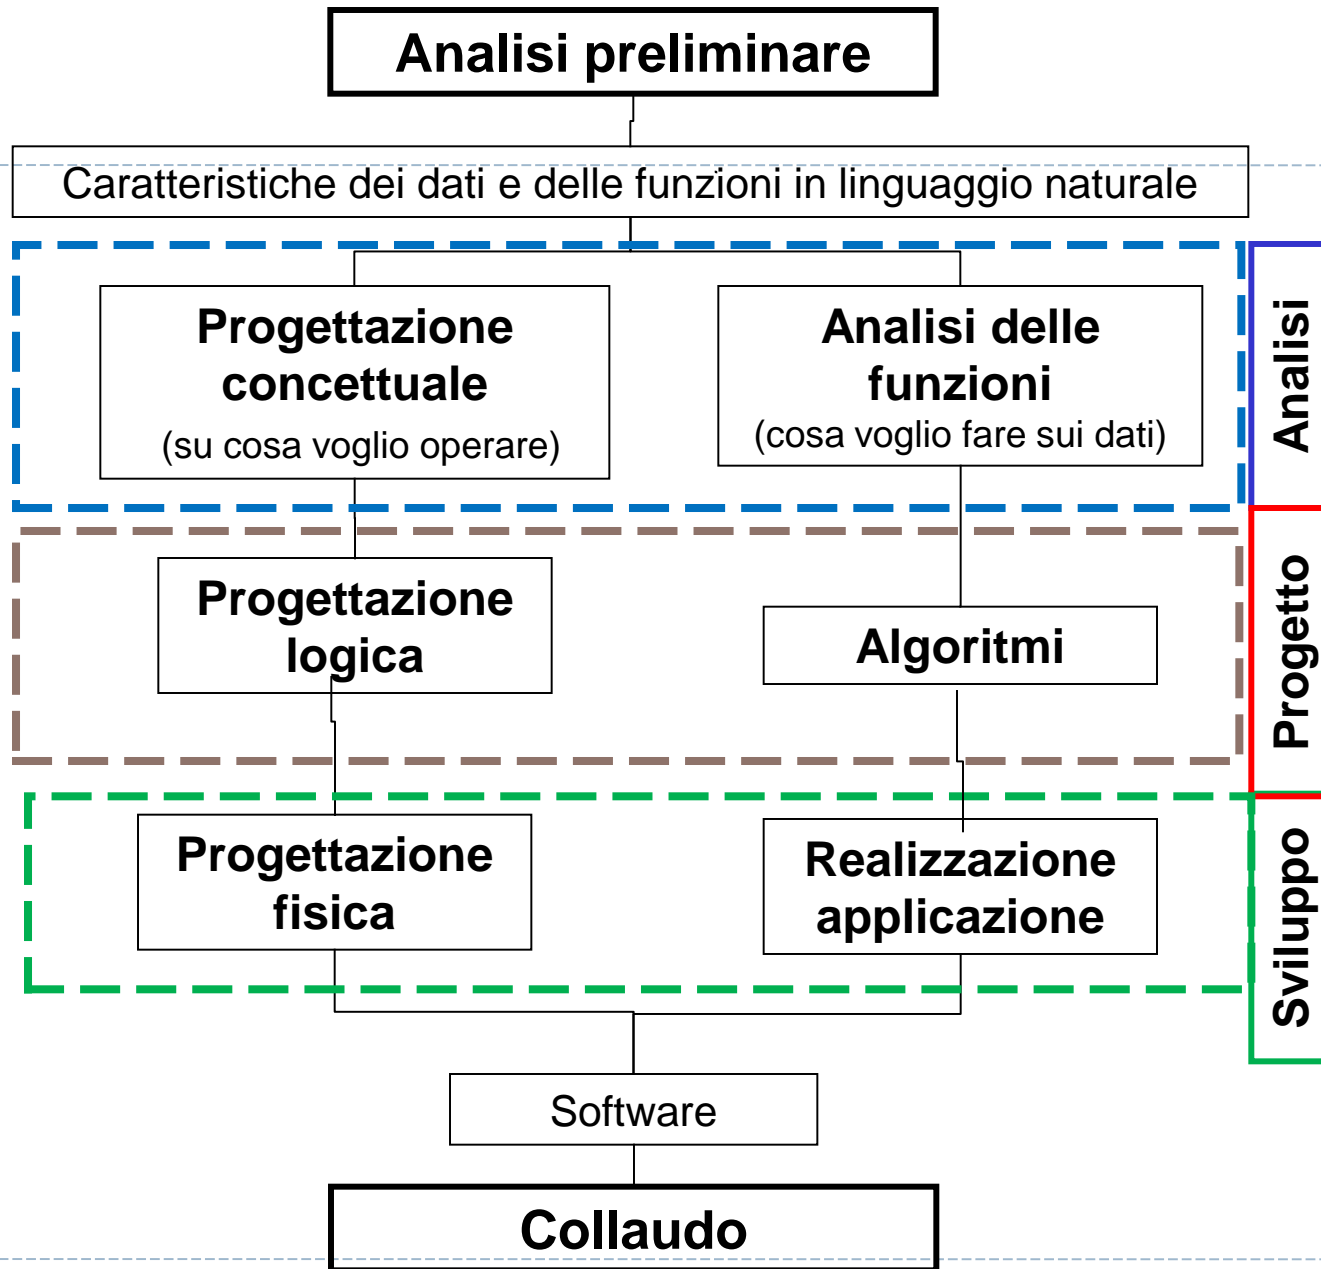 Analisi preliminare
Caratteristiche dei dati e delle funzioni in linguaggio naturale
Progettazione
concettuale
(su cosa voglio operare)
Analisi delle
funzioni
(cosa voglio fare sui dati)
Analisi
Progettazione
logica
Algoritmi
Progetto
Progettazione
fisica
Realizzazione
applicazione
Sviluppo
Software
Collaudo